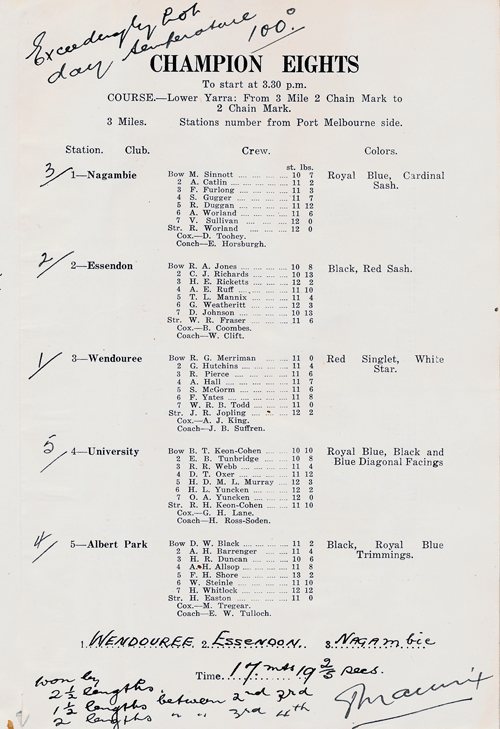 Exceedingly hot
day temperature
100°
CHAMPION EIGHTS
To start at 3.30 p.m.
COURSE.—Lower Yarra: From 3 Mile 2 Chain Mark to
2 Chain Mark.
3 Miles. Stations number from Port Melbourne side.
Station. Club. Crew. Colors.
st. lbs.
3/ 1—Nagambie Bow M. Sinnott .... .... .... .... 10 7 Royal Blue, Cardinal
2 A. Catlin .... .... .... .... 11 2 Sash.
3 F. Furlong .... .... .... .... 11 3
4 S. Gugger .... .... .... .... 11 7
5 R. Duggan .... .... .... .... 11 12
6 A. Worland .... .... .... .... 11 6
7 V. Sullivan .... .... .... .... 12 0
Str. R. Worland .... .... .... .... 12 0
Cox.—D. Toohey.
Coach—E. Horsburgh.
2/ 2—Essendon Bow R. A. Jones .... .... .... .... 10 8 Black, Red Sash.
2 C. J. Richards .... .... .... 10 13
3 H. E. Ricketts .... .... .... 12 2
4 A. E. Ruff .... .... .... .... 11 10
5 T. L. Mannix .... .... .... 11 4
6 G. Weatheritt .... .... .... 12 3
7 D. Johnson .... .... .... .... 10 13
Str. W. R. Fraser .... .... .... 11 6
Cox.—B. Coombes.
Coach—W. Clift.
1/ 3—Wendouree Bow R. G. Merriman .... .... .... 11 0 Red Singlet, White
2 G. Hutchins .... .... .... .... 11 4 Star.
3 R. Pierce .... .... .... .... 11 6
4 A. Hall .... .... .... .... 11 7
5 S. McGorm .... .... .... .... 11 6
6 F. Yates .... .... .... .... 11 8
7 W. R. B. Todd .... .... .... 11 0
Str. J. R. Jopling .... .... .... 12 2
Cox.—A. J. King.
Coach—J. B. Suffren.
5/ 4—University Bow B. T. Keon-Cohen .... .... .... 10 10 Royal Blue, Black and
2 E. B. Tunbridge .... .... .... 10 8 Blue Diagonal Facings
3 R. R. Webb .... .... .... .... 11 4
4 D. T. Oxer .... .... .... .... 11 12
5 H. D. M. L. Murray .... .... 12 3
6 H. L. Yuncken .... .... .... 12 2
7 O. A. Yuncken .... .... .... 12 0
Str. R. H. Keon-Cohen .... .... 11 10
Cox.—G. H. Lane.
Coach—H. Ross-Soden.
4/ 5—Albert Park Bow D. W. Black .... .... .... .... 11 2 Black, Royal Blue
2 A. H. Barrenger .... .... .... 11 4 Trimmings.
3 H. R. Duncan .... .... .... 10 6
4 A. H. Allsop .... .... .... .... 11 8
5 F. H. Shore .... .... .... .... 13 2
6 W. Steinle .... .... .... .... 11 10
7 H. Whitlock .... .... .... .... 12 12
Str. H. Easton .... .... .... .... 11 0
Cox.—M. Tregear.
Coach—E. W. Tulloch.
1. WENDOUREE 2. ESSENDON 3. NAGAMbie
Time 17 mts 19 2/5 secs.
won by
2 1/2 lengths,
1 1/2 lengths between 2nd 3rd
2 lengths " " 3rd 4th